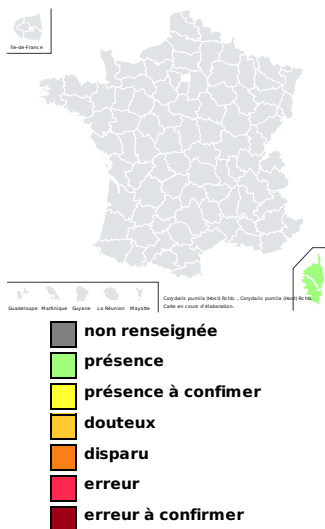 Île-de-France
Guadeloupe Martinique Guyane La Réunion Mayotte
Corydalis pumila (Host) Rchb. , Corydalis pumila (Host) Rchb.
Carte en cours d'élaboration.
non renseignée
présence
présence à confimer
douteux
disparu
erreur
erreur à confirmer